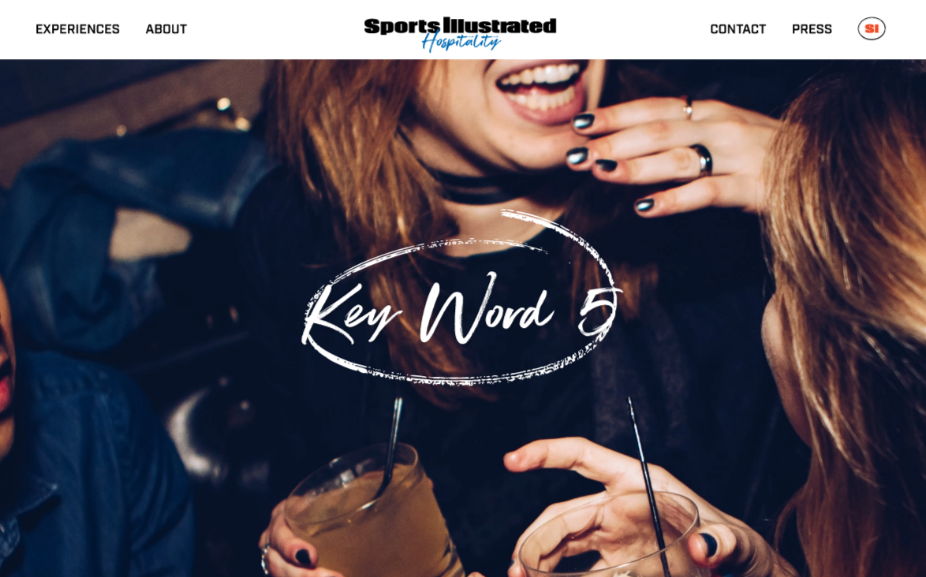 EXPERIENCES ABOUT Sports Illustrated CONTACT PRESS SI
Hospitality
Key Word 5